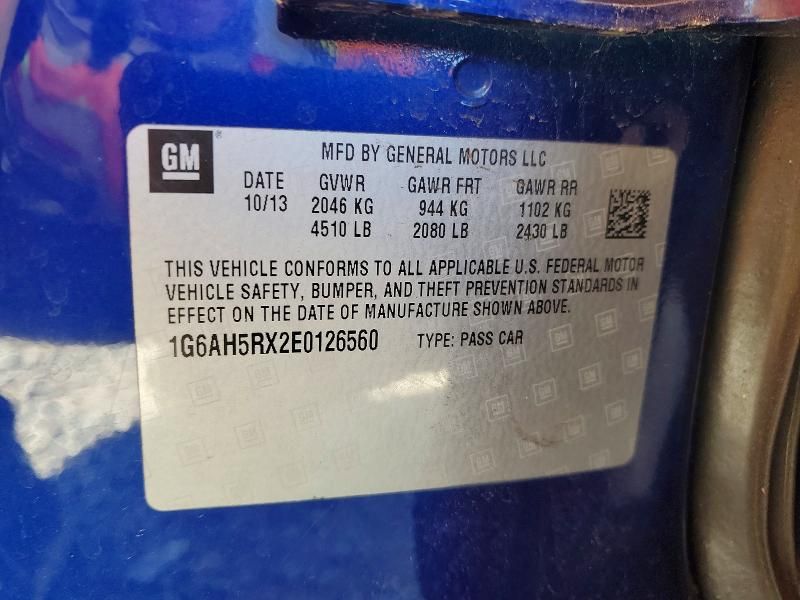 GM
MFD BY GENERAL MOTORS LLC
DATE GVWR GAWR FRT GAWR RR
10/13 2046 KG 944 KG 1102 KG
4510 LB 2080 LB 2430 LB
THIS VEHICLE CONFORMS TO ALL APPLICABLE U.S. FEDERAL MOTOR
VEHICLE SAFETY, BUMPER, AND THEFT PREVENTION STANDARDS IN
EFFECT ON THE DATE OF MANUFACTURE SHOWN ABOVE.
1G6AH5RX2E0126560 TYPE: PASS CAR